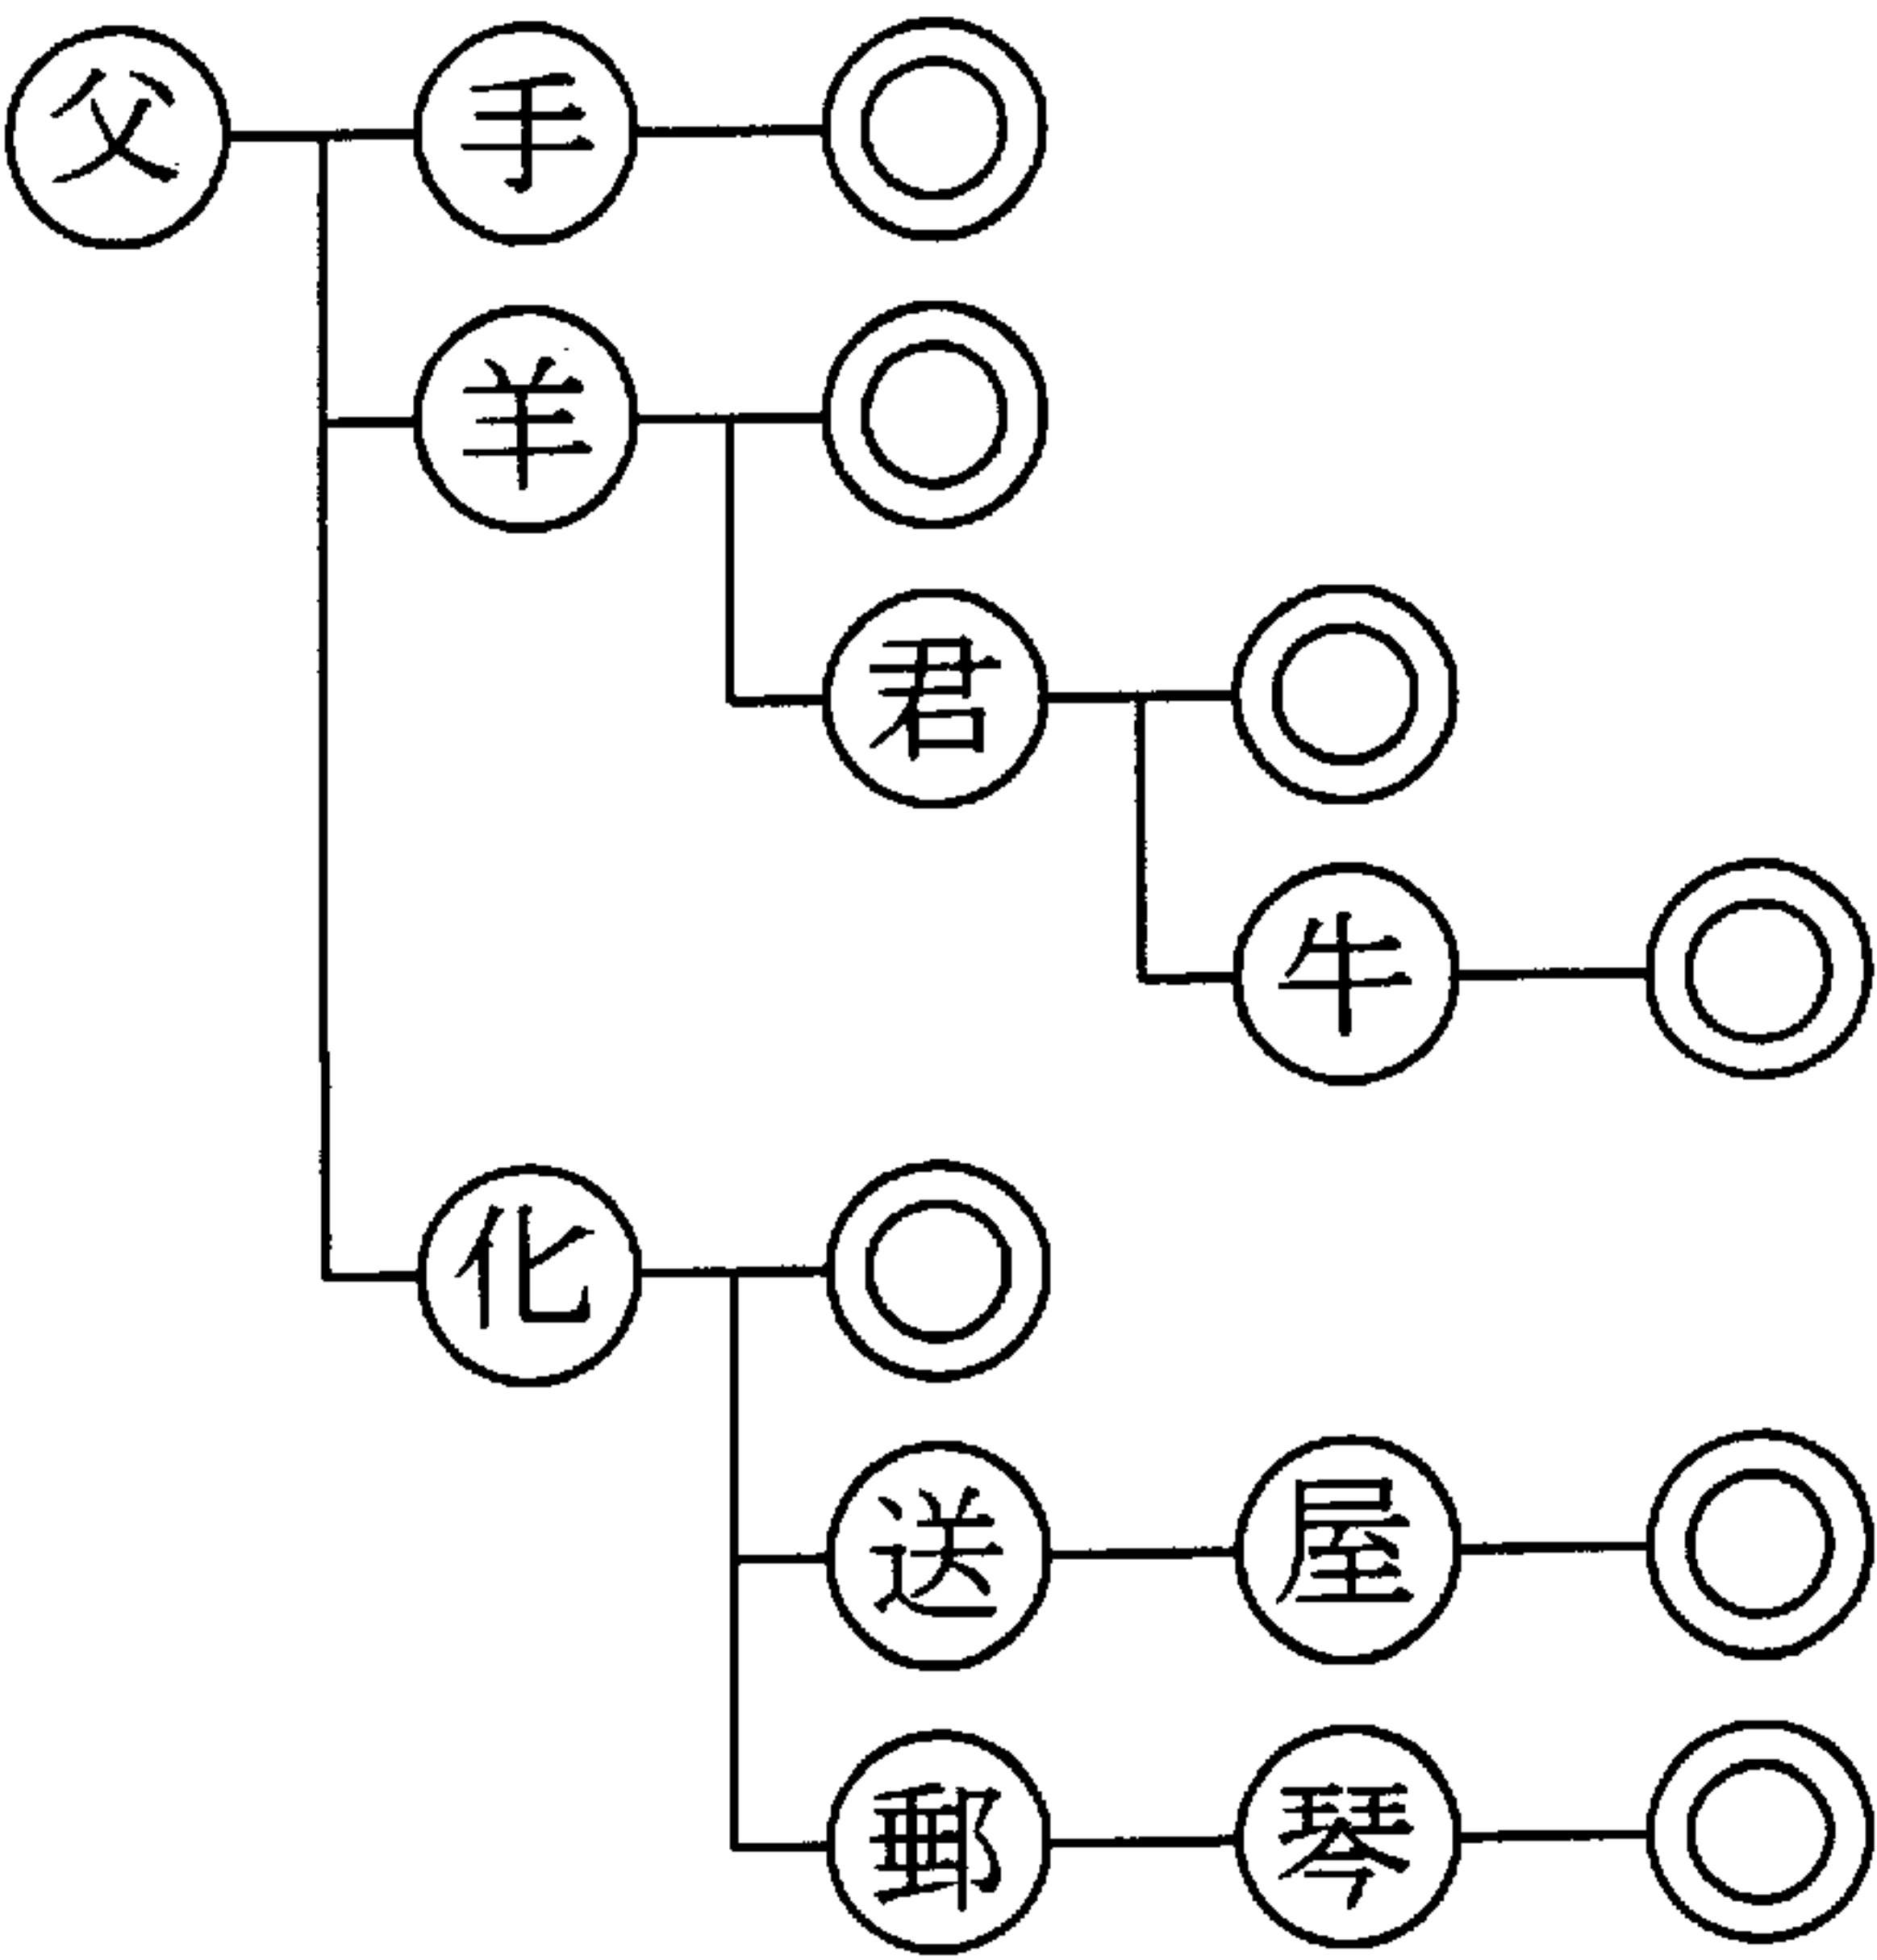 父 手
羊
君
牛
化
送 屋
郵 琴